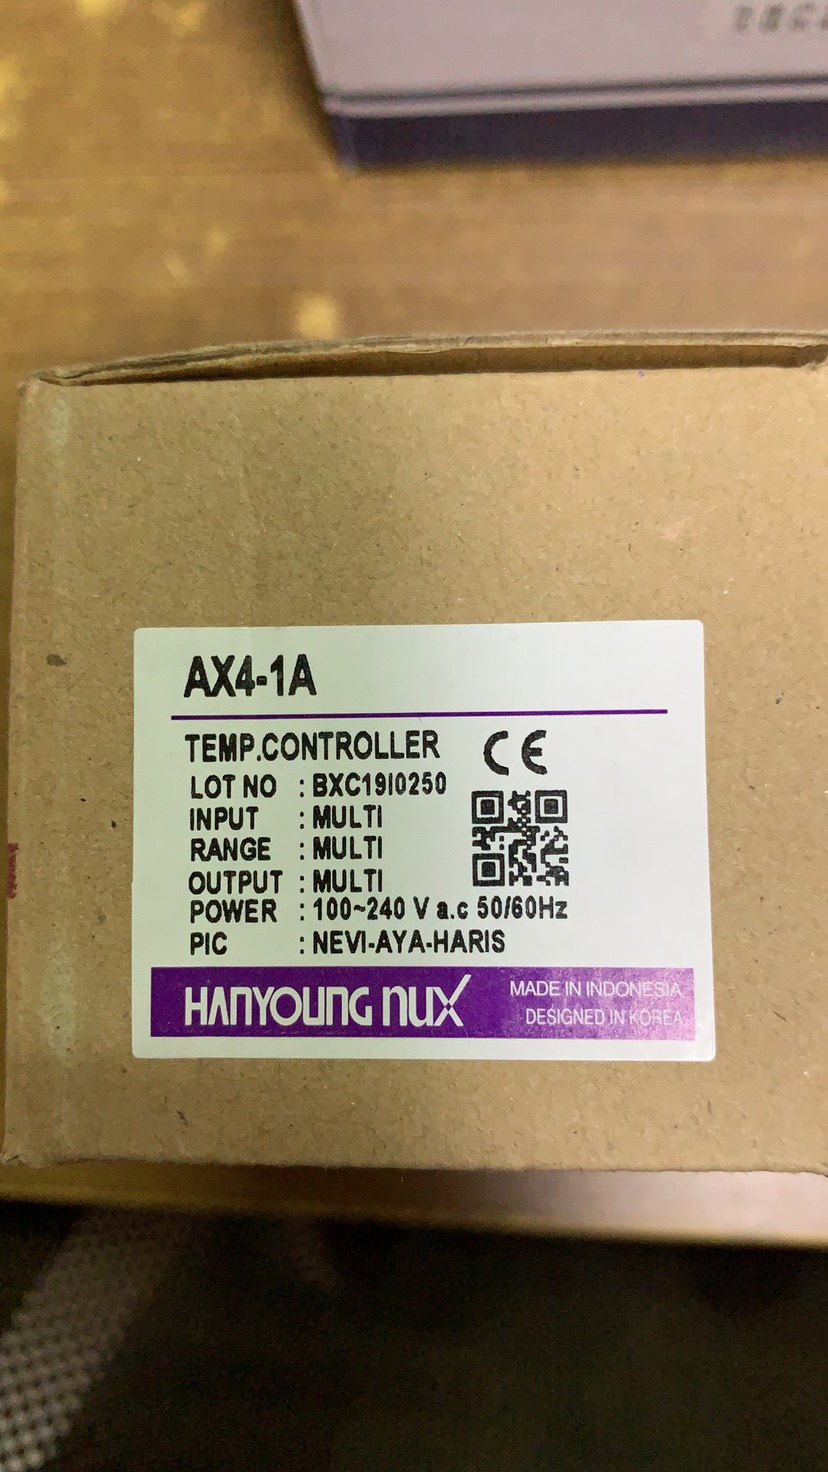 AX4-1A
TEMP.CONTROLLER CE
LOT NO : BXC19I0250
INPUT : MULTI
RANGE : MULTI
OUTPUT : MULTI
POWER : 100~240 V a.c 50/60Hz
PIC : NEVI-AYA-HARIS
HANYOUNG nux
MADE IN INDONESIA
DESIGNED IN KOREA